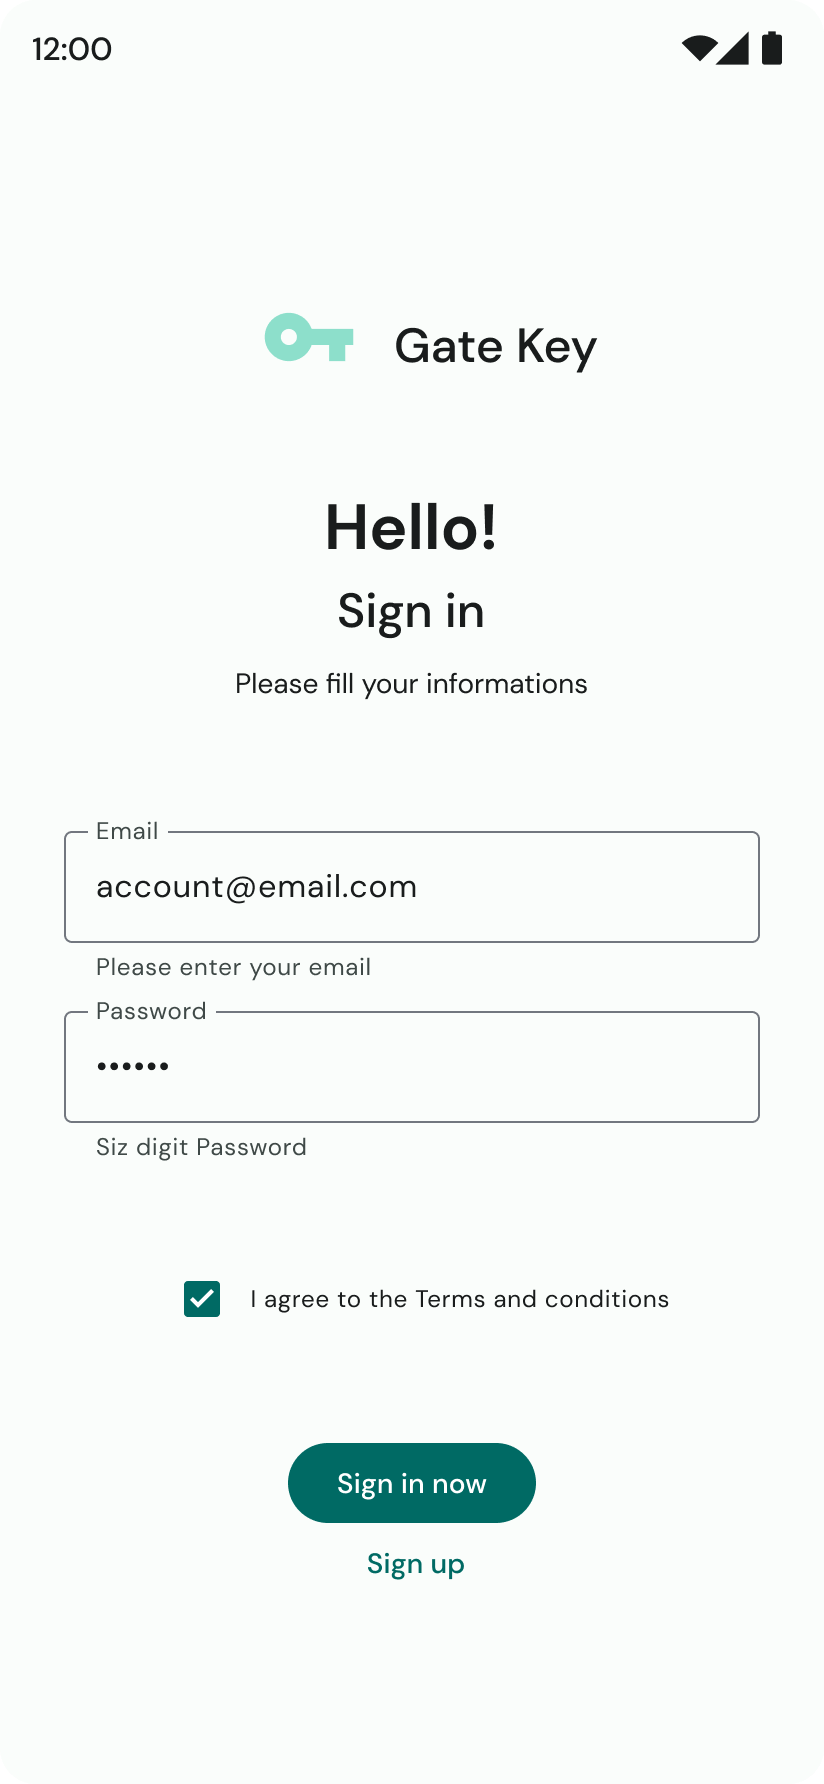 12:00
Gate Key
Hello!
Sign in
Please fill your informations
Email
account@email.com
Please enter your email
Password
••••••
Siz digit Password
I agree to the Terms and conditions
Sign in now
Sign up